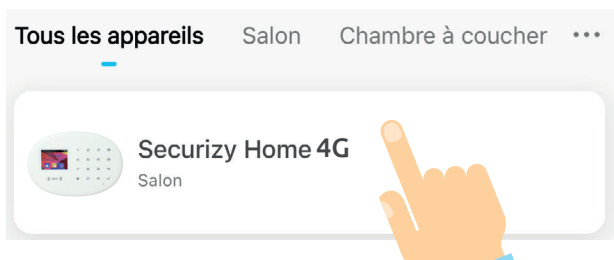 Tous les appareils Salon Chambre à coucher •••
Securizy Home 4G
Salon